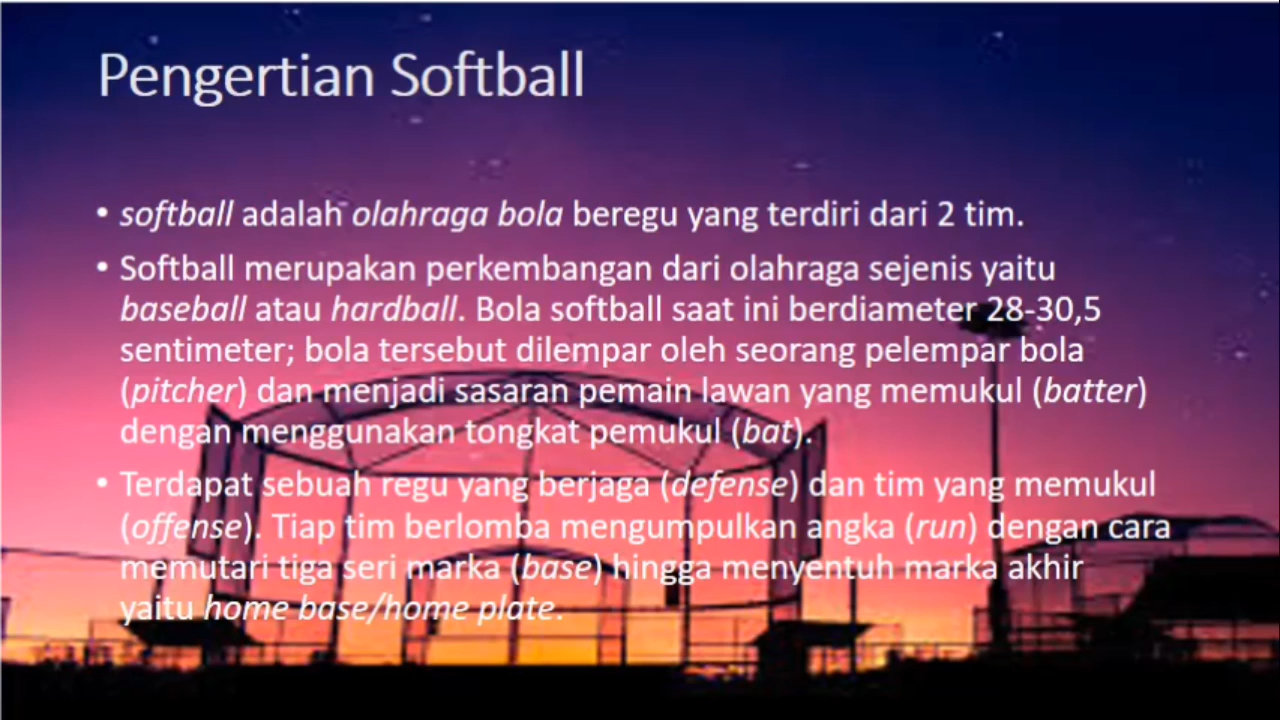 Pengertian Softball
• softball adalah olahraga bola beregu yang terdiri dari 2 tim.
• Softball merupakan perkembangan dari olahraga sejenis yaitu
baseball atau hardball. Bola softball saat ini berdiameter 28-30,5
sentimeter; bola tersebut dilempar oleh seorang pelempar bola
(pitcher) dan menjadi sasaran pemain lawan yang memukul (batter)
dengan menggunakan tongkat pemukul (bat).
• Terdapat sebuah regu yang berjaga (defense) dan tim yang memukul
(offense). Tiap tim berlomba mengumpulkan angka (run) dengan cara
memutari tiga seri marka (base) hingga menyentuh marka akhir
yaitu home base/home plate.